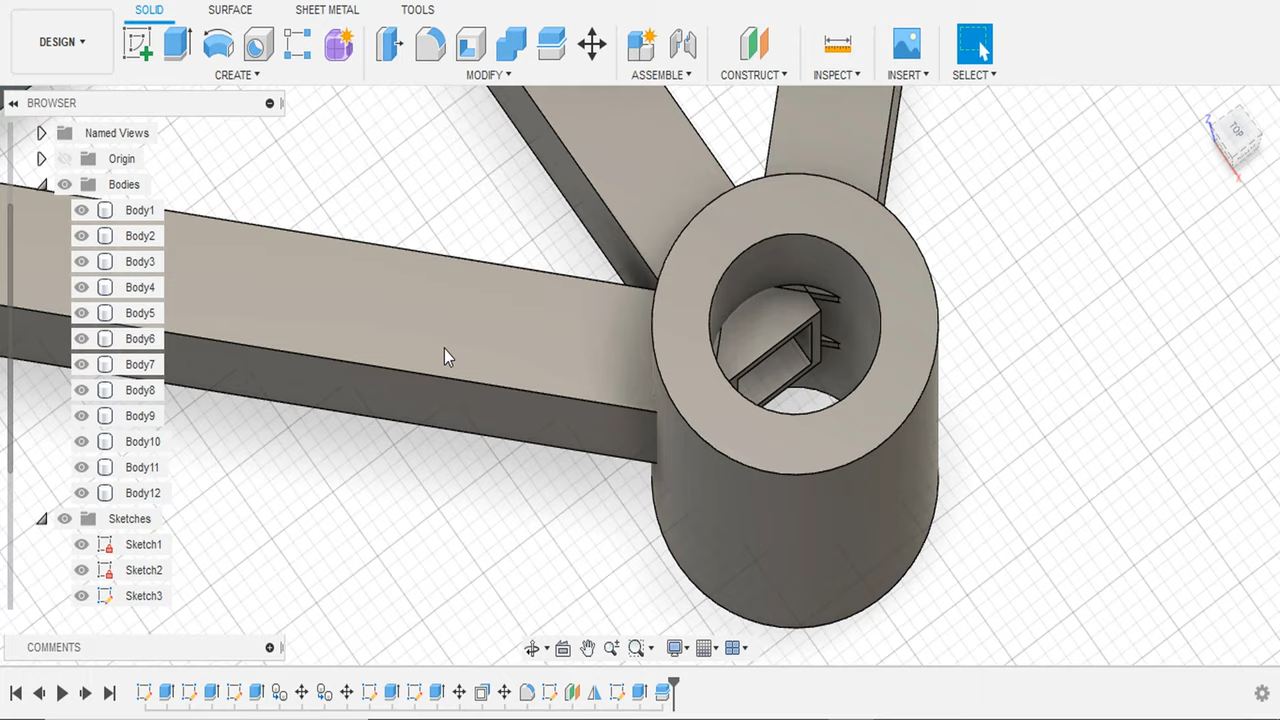 SOLID SURFACE SHEET METAL TOOLS
DESIGN
CREATE MODIFY ASSEMBLE CONSTRUCT INSPECT INSERT SELECT
BROWSER
Named Views
Origin
Bodies
Body1
Body2
Body3
Body4
Body5
Body6
Body7
Body8
Body9
Body10
Body11
Body12
Sketches
Sketch1
Sketch2
Sketch3
COMMENTS
Z
TOP
X